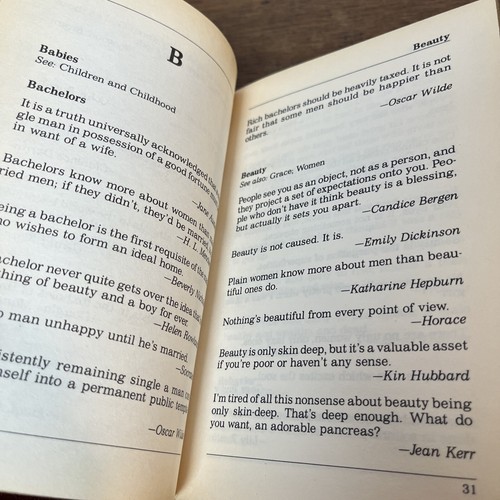 B
Babies
See: Children and Childhood
Bachelors
It is a truth universally acknowledged that
gle man in possession of a good fortune
in want of a wife.
—Jane
Bachelors know more about women than
ried men; if they didn't, they'd be married
—H. L.
eing a bachelor is the first requisite of the
ho wishes to form an ideal home.
—Beverly
achelor never quite gets over the idea that
thing of beauty and a boy for ever.
—Helen
o man unhappy until he's married.
sistently remaining single a man
mself into a permanent public
—Oscar
Beauty
Rich bachelors should be heavily taxed. It is not
fair that some men should be happier than
others.
—Oscar Wilde
Beauty
See also: Grace; Women
People see you as an object, not as a person, and
they project a set of expectations onto you. Peo-
ple who don't have it think beauty is a blessing,
but actually it sets you apart.
—Candice Bergen
Beauty is not caused. It is.
—Emily Dickinson
Plain women know more about men than beau-
tiful ones do.
—Katharine Hepburn
Nothing's beautiful from every point of view.
—Horace
Beauty is only skin deep, but it's a valuable asset
if you're poor or haven't any sense.
—Kin Hubbard
I'm tired of all this nonsense about beauty being
only skin-deep. That's deep enough. What do
you want, an adorable pancreas?
—Jean Kerr
31